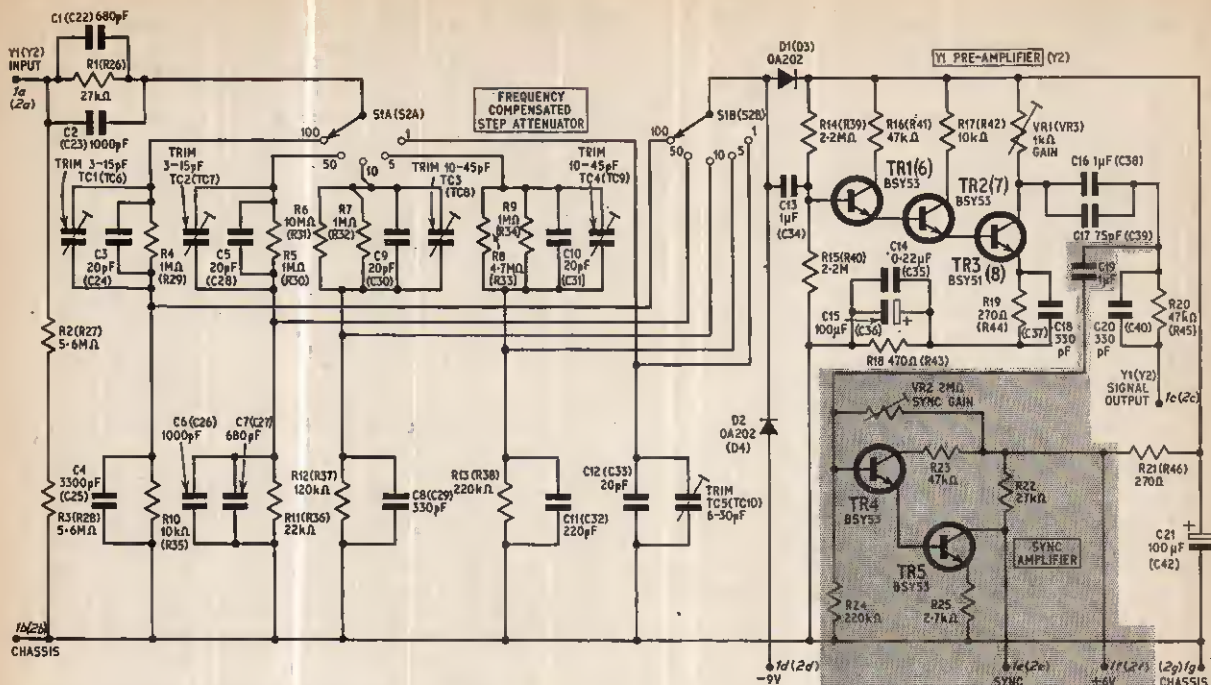 C1 (C22) 680pF
Y1(Y2)
INPUT
1a
(2a)
R1(R26)
27kΩ
C2
(C23) 1000pF
S1A (S2A)
FREQUENCY
COMPENSATED
STEP ATTENUATOR
100
50
10
5
1
S1B (S2B)
100
50
10
5
1
TRIM 3-15pF
TC1(TC6)
TRIM
3-15pF
TC2(TC7)
TRIM 10-45pF
TC3
(TC8)
TRIM
10-45pF
TC4(TC9)
C3
20pF
(C24)
R4
1MΩ
(R29)
C5
20pF
(C28)
R5
1MΩ
(R30)
R6
10MΩ
(R31)
R7
1MΩ
(R32)
C9
20pF
(C30)
R9
1MΩ
(R34)
R8
4·7MΩ
(R33)
C10
20pF
(C31)
R2(R27)
5·6MΩ
C4
3300pF
(C25)
R3(R28)
5·6MΩ
R10
10kΩ
(R35)
C6(C26)
1000pF
C7(C27)
680pF
R12(R37)
120kΩ
R11(R36)
22kΩ
C8(C29)
330pF
R13(R38)
220kΩ
C11(C32)
220pF
C12(C33)
20pF
TRIM
TC5(TC10)
6-30pF
1b(2b)
CHASSIS
D1(D3)
OA202
Y1 PRE-AMPLIFIER (Y2)
R14(R39)
2·2MΩ
R16(R41)
47kΩ
R17(R42)
10kΩ
VR1(VR3)
1kΩ
GAIN
C13
1µF
(C34)
TR1(6)
BSY53
TR2(7)
BSY53
TR3(8)
BSY51
C16 1µF (C38)
C17 75pF(C39)
R15(R40)
2·2M
C14
0·22µF
(C35)
C15
100µF
(C36)
+
R18 470Ω (R43)
R19
270Ω
(R44)
(C37)
C18
330
pF
C19
1µF
C20
330
pF
(C40)
R20
47kΩ
(R45)
Y1(Y2)
SIGNAL
OUTPUT
1c(2c)
VR2 2MΩ
SYNC GAIN
TR4
BSY53
R23
47kΩ
R22
27kΩ
R21(R46)
270Ω
TR5
BSY53
SYNC
AMPLIFIER
R24
220kΩ
R25
2·7kΩ
+
C21
100µF
(C42)
D2
OA202
(D4)
1d(2d)
-9V
1e(2e)
SYNC
1f(2f)
+6V
(2g)1g
CHASSIS